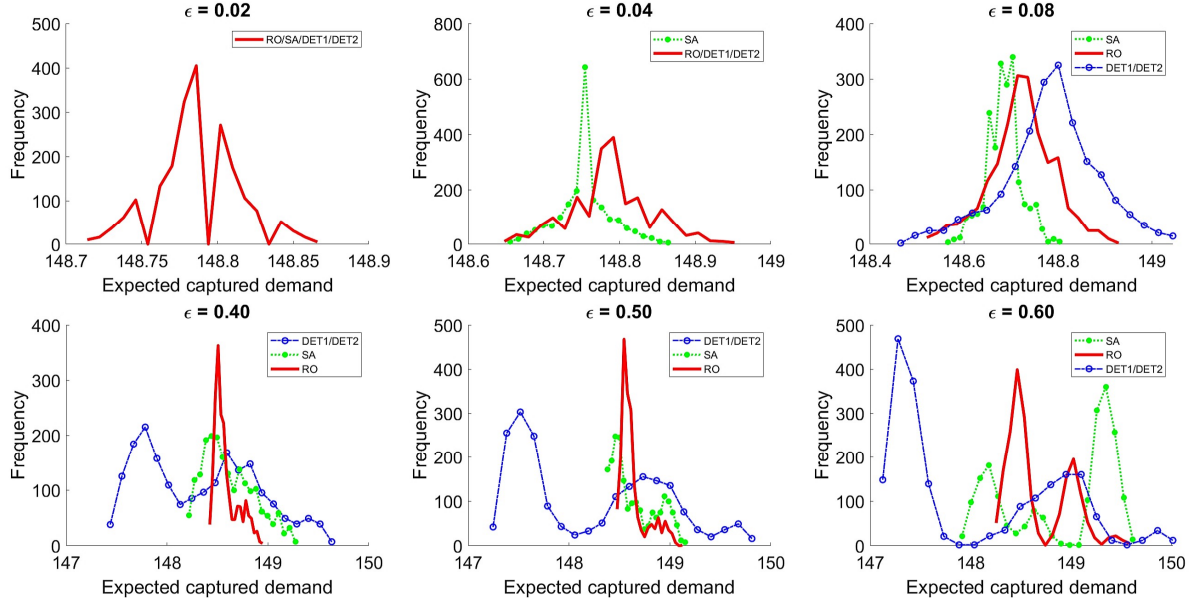 ϵ = 0.02
500
400
300
200
100
0
Frequency
RO/SA/DET1/DET2
148.7 148.75 148.8 148.85 148.9
Expected captured demand
ϵ = 0.04
800
600
400
200
0
Frequency
SA
RO/DET1/DET2
148.6 148.7 148.8 148.9 149
Expected captured demand
ϵ = 0.08
400
300
200
100
0
Frequency
SA
RO
DET1/DET2
148.4 148.6 148.8 149
Expected captured demand
ϵ = 0.40
400
300
200
100
0
Frequency
DET1/DET2
SA
RO
147 148 149 150
Expected captured demand
ϵ = 0.50
500
400
300
200
100
0
Frequency
DET1/DET2
SA
RO
147 148 149 150
Expected captured demand
ϵ = 0.60
500
400
300
200
100
0
Frequency
SA
RO
DET1/DET2
147 148 149 150
Expected captured demand